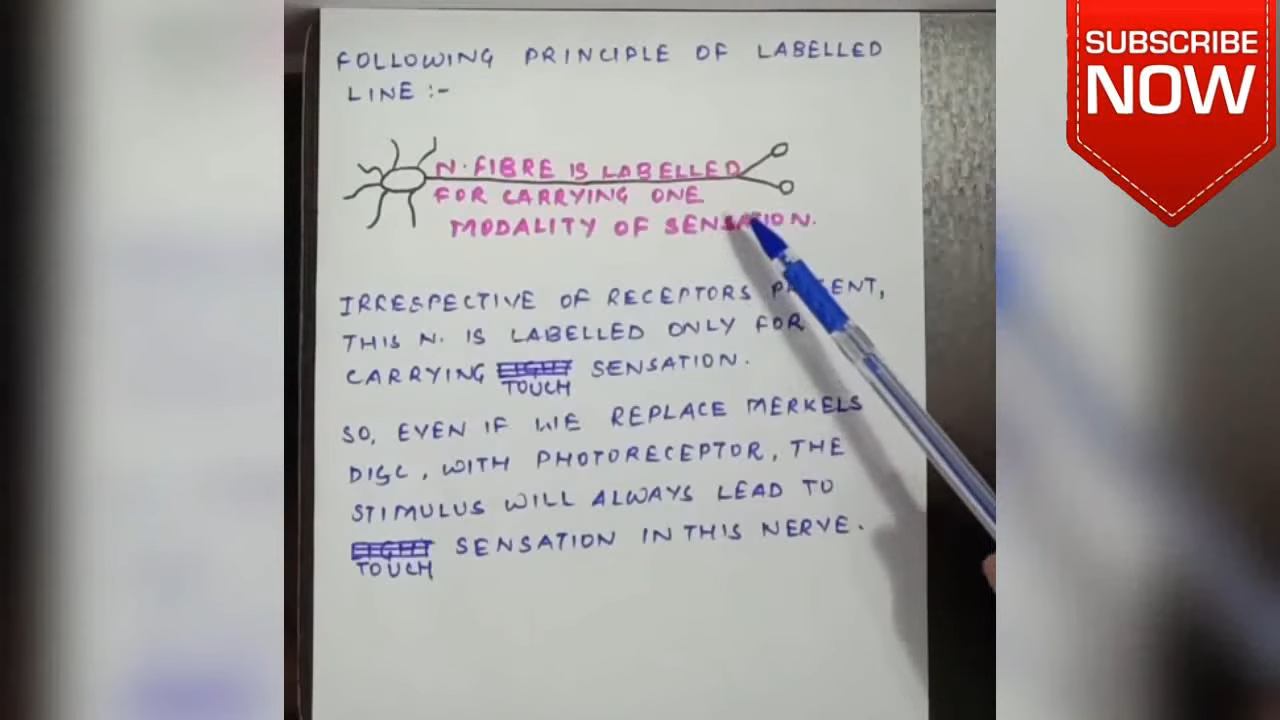 FOLLOWING PRINCIPLE OF LABELLED
LINE :-
N. FIBRE IS LABELLED
FOR CARRYING ONE
MODALITY OF SENSATION.
IRRESPECTIVE OF RECEPTORS PRESENT,
THIS N. IS LABELLED ONLY FOR
CARRYING SENSATION.
TOUCH
SO, EVEN IF WE REPLACE MERKELS
DISC, WITH PHOTORECEPTOR, THE
STIMULUS WILL ALWAYS LEAD TO
SENSATION IN THIS NERVE.
TOUCH
SUBSCRIBE
NOW